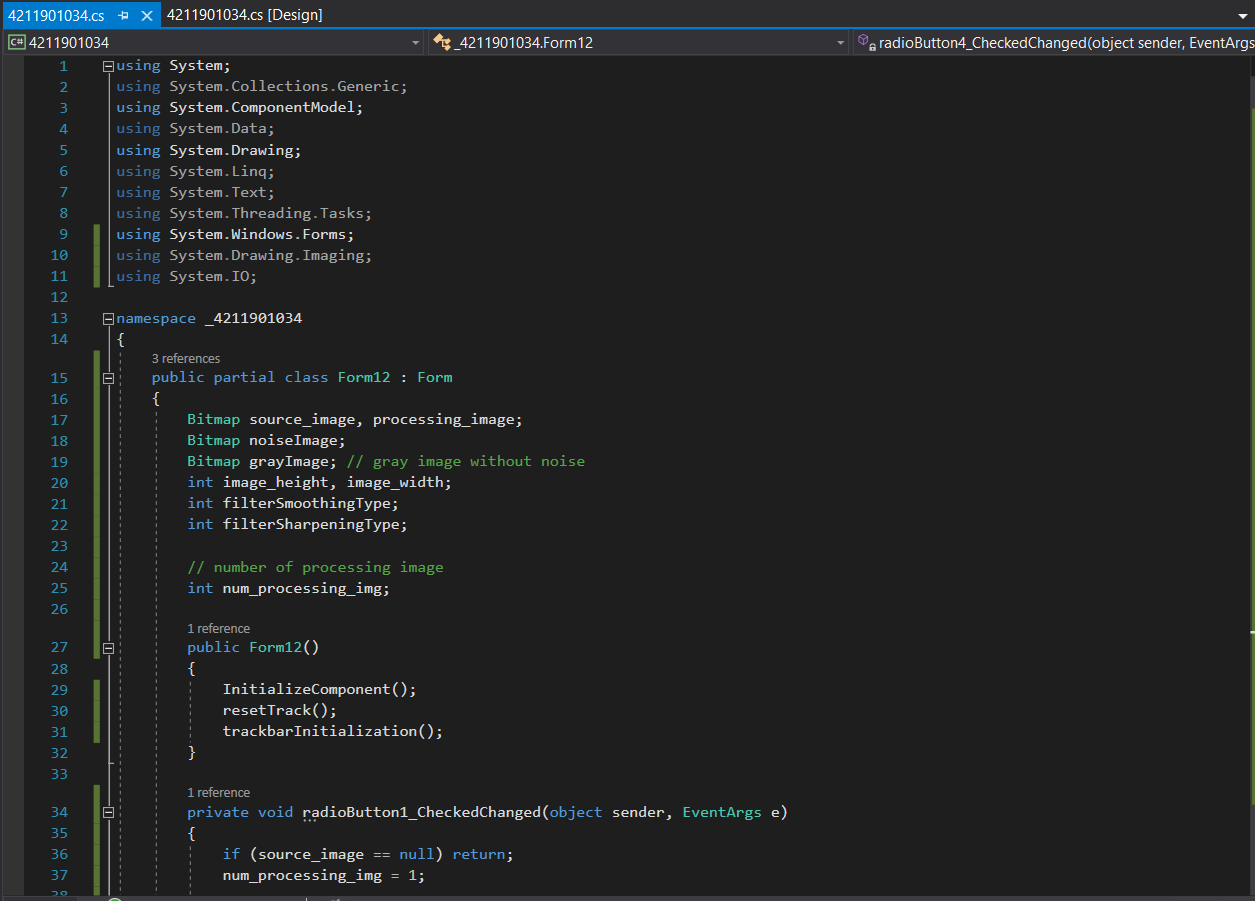 4211901034.cs
4211901034.cs [Design]
C# 4211901034
_4211901034.Form12
radioButton4_CheckedChanged(object sender, EventArgs
1 using System;
2 using System.Collections.Generic;
3 using System.ComponentModel;
4 using System.Data;
5 using System.Drawing;
6 using System.Linq;
7 using System.Text;
8 using System.Threading.Tasks;
9 using System.Windows.Forms;
10 using System.Drawing.Imaging;
11 using System.IO;
12
13 namespace _4211901034
14 {
3 references
15 public partial class Form12 : Form
16 {
17 Bitmap source_image, processing_image;
18 Bitmap noiseImage;
19 Bitmap grayImage; // gray image without noise
20 int image_height, image_width;
21 int filterSmoothingType;
22 int filterSharpeningType;
23
24 // number of processing image
25 int num_processing_img;
26
1 reference
27 public Form12()
28 {
29 InitializeComponent();
30 resetTrack();
31 trackbarInitialization();
32 }
33
1 reference
34 private void radioButton1_CheckedChanged(object sender, EventArgs e)
35 {
36 if (source_image == null) return;
37 num_processing_img = 1;
38